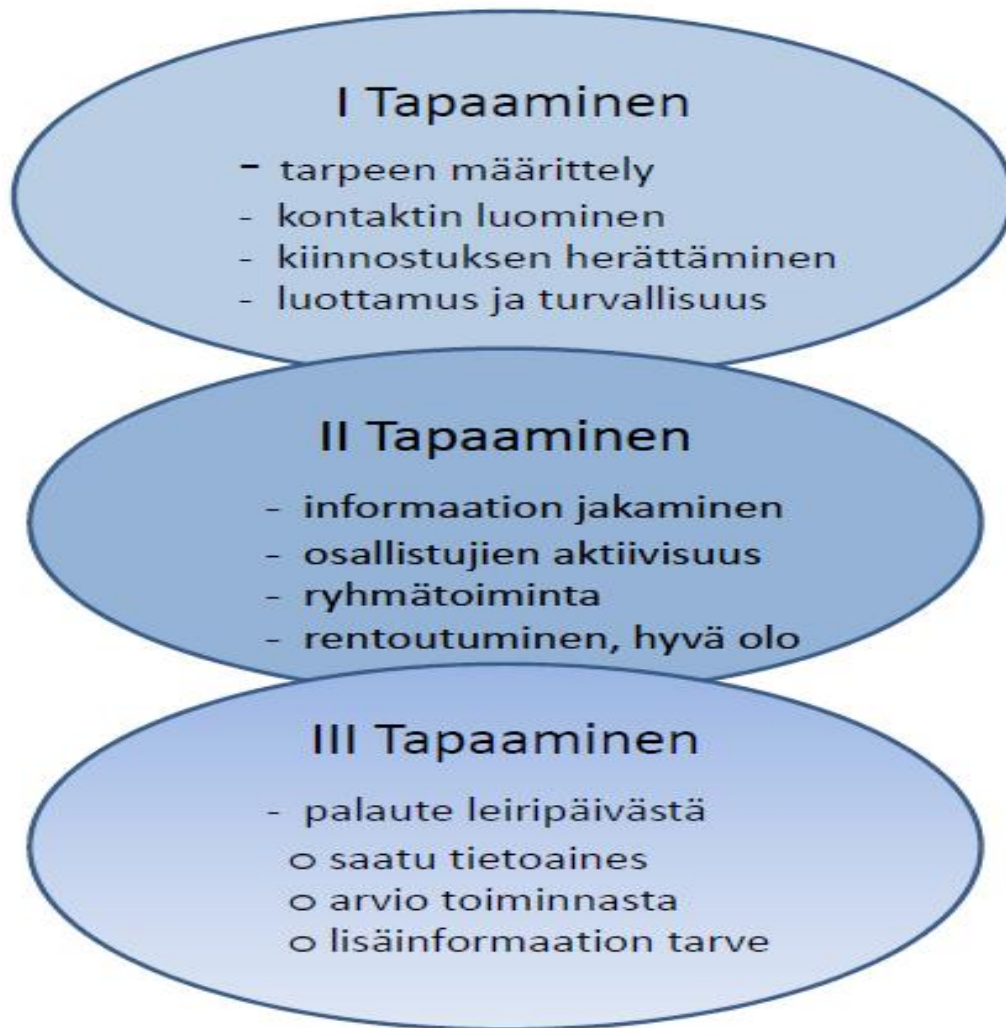 I Tapaaminen
- tarpeen määrittely
- kontaktin luominen
- kiinnostuksen herättäminen
- luottamus ja turvallisuus
II Tapaaminen
- informaation jakaminen
- osallistujien aktiivisuus
- ryhmätoiminta
- rentoutuminen, hyvä olo
III Tapaaminen
- palaute leiripäivästä
o saatu tietoaines
o arvio toiminnasta
o lisäinformaation tarve